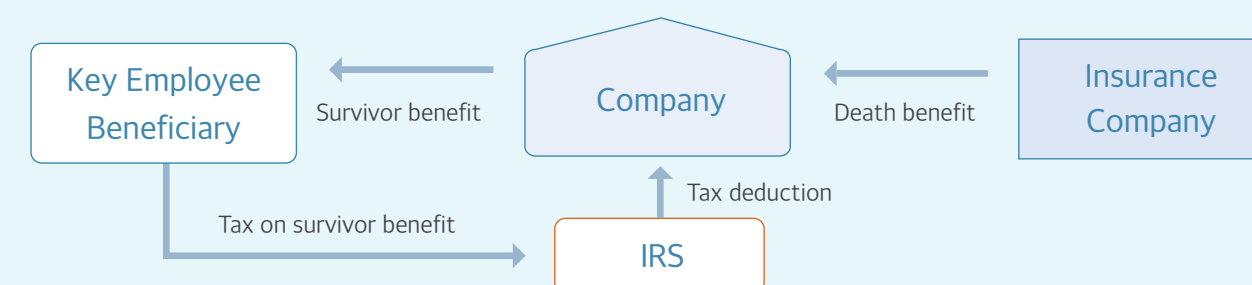 Key Employee
Beneficiary
Survivor benefit
Company
Death benefit
Insurance
Company
Tax deduction
Tax on survivor benefit
IRS